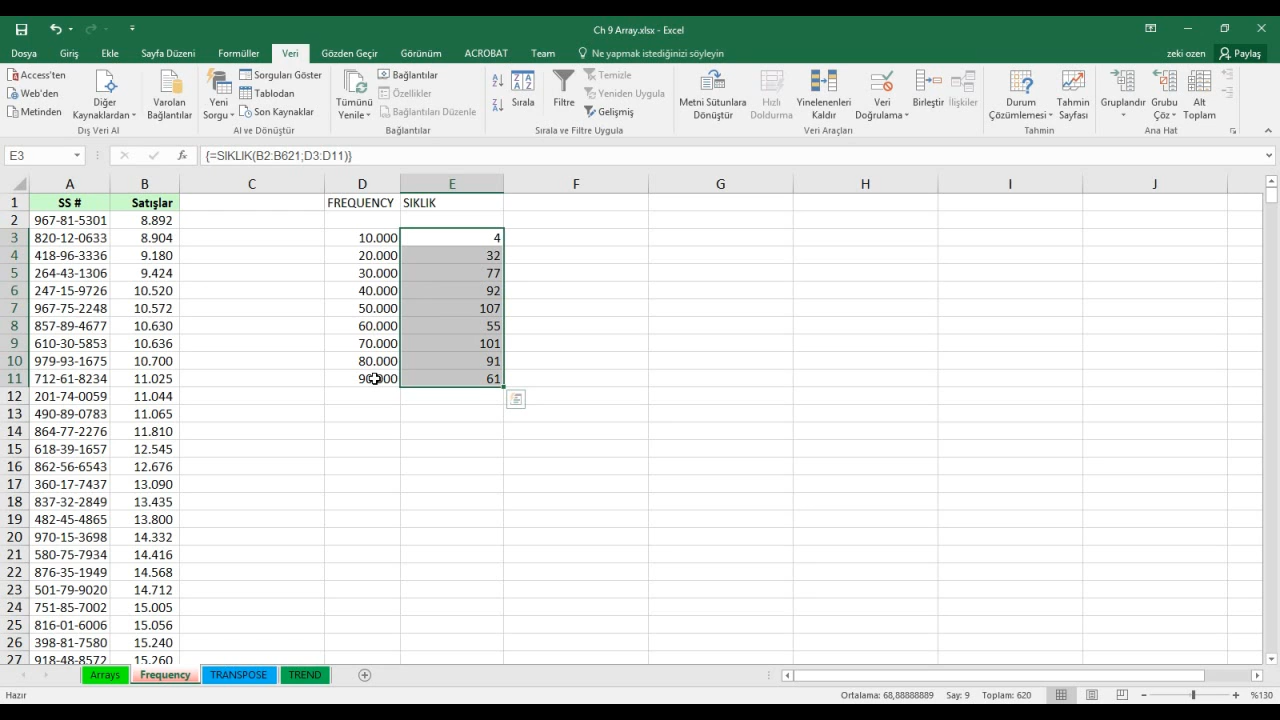 Ch 9 Array.xlsx - Excel
Dosya Giriş Ekle Sayfa Düzeni Formüller Veri Gözden Geçir Görünüm ACROBAT Team Ne yapmak istediğinizi söyleyin zeki ozen Paylaş
Access'ten
Web'den
Metinden
Diğer
Kaynaklardan
Varolan
Bağlantılar
Dış Veri Al
Yeni
Sorgu
Sorguları Göster
Tablodan
Son Kaynaklar
Al ve Dönüştür
Tümünü
Yenile
Bağlantılar
Özellikler
Bağlantıları Düzenle
Bağlantılar
Sırala
Filtre
Temizle
Yeniden Uygula
Gelişmiş
Sırala ve Filtre Uygula
Metni Sütunlara
Dönüştür
Hızlı
Doldurma
Yinelenenleri
Kaldır
Veri
Doğrulama
Birleştir
İlişkiler
Veri Araçları
Durum
Çözümlemesi
Tahmin
Sayfası
Tahmin
Gruplandır
Grubu
Çöz
Alt
Toplam
Ana Hat
E3 fx {=SIKLIK(B2:B621;D3:D11)}
A B C D E F G H I J
1 SS # Satışlar FREQUENCY SIKLIK
2 967-81-5301 8.892
3 820-12-0633 8.904 10.000 4
4 418-96-3336 9.180 20.000 32
5 264-43-1306 9.424 30.000 77
6 247-15-9726 10.520 40.000 92
7 967-75-2248 10.572 50.000 107
8 857-89-4677 10.630 60.000 55
9 610-30-5853 10.636 70.000 101
10 979-93-1675 10.700 80.000 91
11 712-61-8234 11.025 90.000 61
12 201-74-0059 11.044
13 490-89-0783 11.065
14 864-77-2276 11.810
15 618-39-1657 12.545
16 862-56-6543 12.676
17 360-17-7437 13.090
18 837-32-2849 13.435
19 482-45-4865 13.800
20 970-15-3698 14.332
21 580-75-7934 14.416
22 876-35-1949 14.568
23 501-79-9020 14.712
24 751-85-7002 15.005
25 816-01-6006 15.056
26 398-81-7580 15.240
27 918-48-8572 15.260
Arrays Frequency TRANSPOSE TREND
Hazır Ortalama: 68,88888889 Say: 9 Toplam: 620 %130